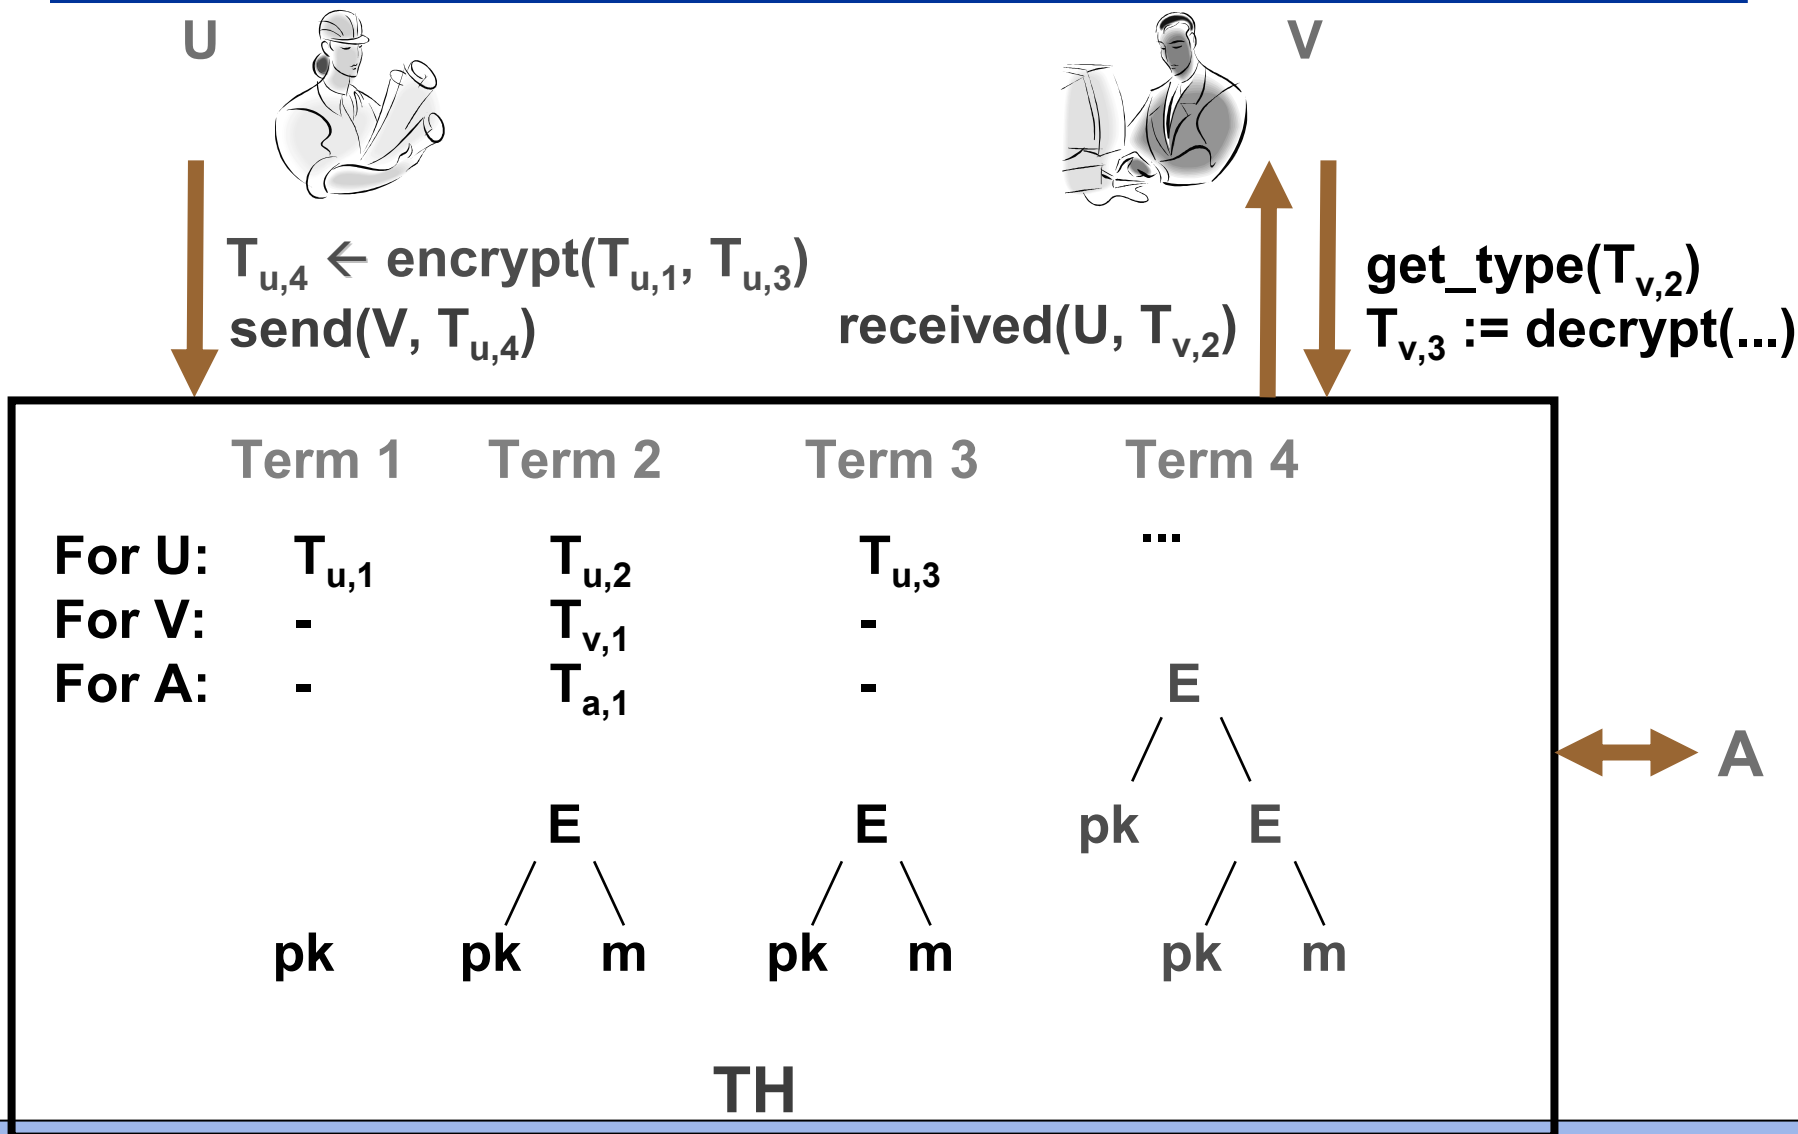 U
V
T_u,4 ← encrypt(T_u,1, T_u,3)
send(V, T_u,4)
received(U, T_v,2)
get_type(T_v,2)
T_v,3 := decrypt(...)
Term 1 Term 2 Term 3 Term 4
For U: T_u,1 T_u,2 T_u,3 ...
For V: - T_v,1 -
For A: - T_a,1 -
E
A
E E pk E
pk pk m pk m pk m
TH